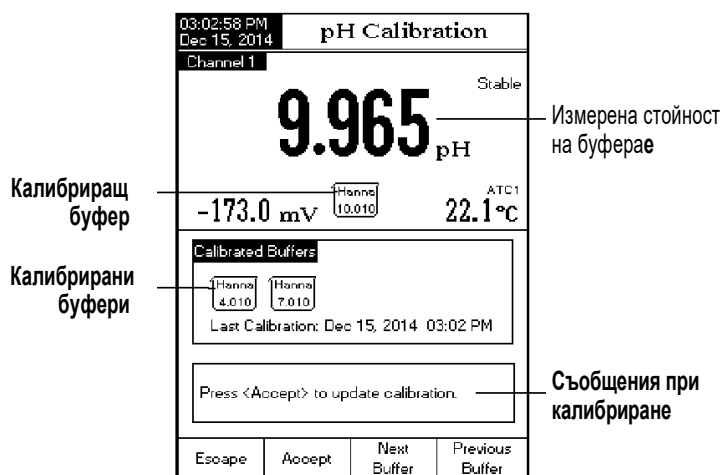 03:02:58 PM
Dec 15, 2014
pH Calibration
Channel 1
Stable
9.965 pH
Измерена стойност
на буфераe
Калибриращ
буфер
Hanna
10.010
-173.0 mV
ATC1
22.1°C
Calibrated Buffers
Калибрирани
буфери
Hanna
4.010
Hanna
7.010
Last Calibration: Dec 15, 2014 03:02 PM
Press <Accept> to update calibration.
Съобщения при
калибриране
Escape
Accept
Next
Buffer
Previous
Buffer